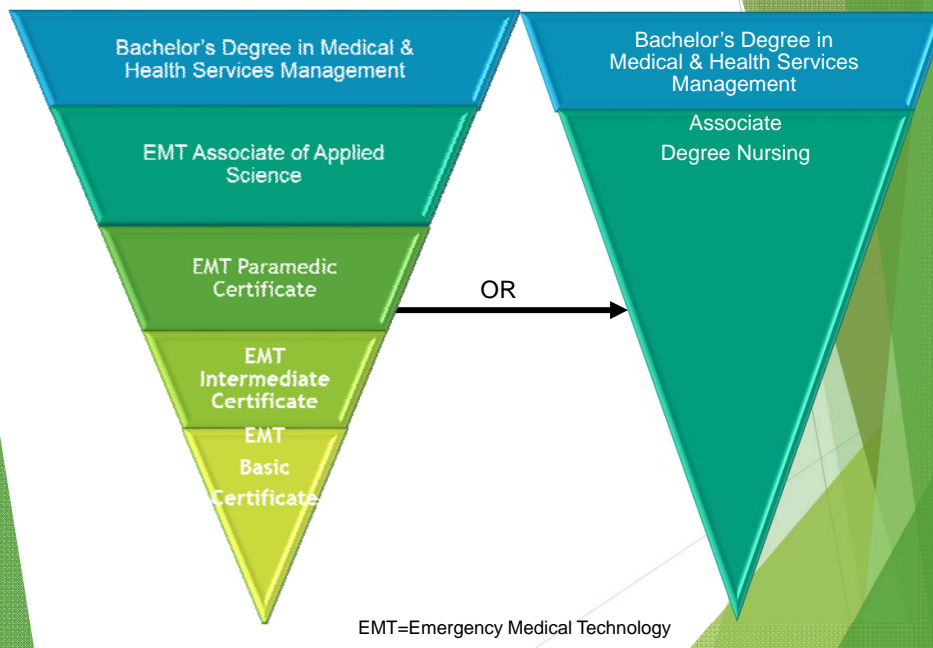 Bachelor's Degree in Medical &
Health Services Management
EMT Associate of Applied
Science
EMT Paramedic
Certificate
EMT
Intermediate
Certificate
EMT
Basic
Certificate
OR
Bachelor's Degree in
Medical & Health Services
Management
Associate
Degree Nursing
EMT=Emergency Medical Technology